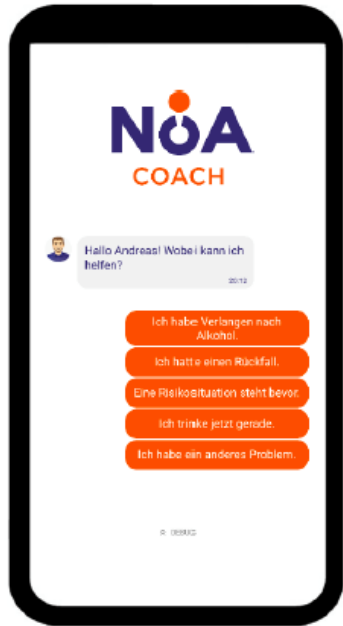 NOA
COACH
Hallo Andreas! Wobei kann ich
helfen?
20:12
Ich habe Verlangen nach
Alkohol.
Ich hatte einen Rückfall.
Eine Risikosituation steht bevor.
Ich trinke jetzt gerade.
Ich habe ein anderes Problem.
DEBUG